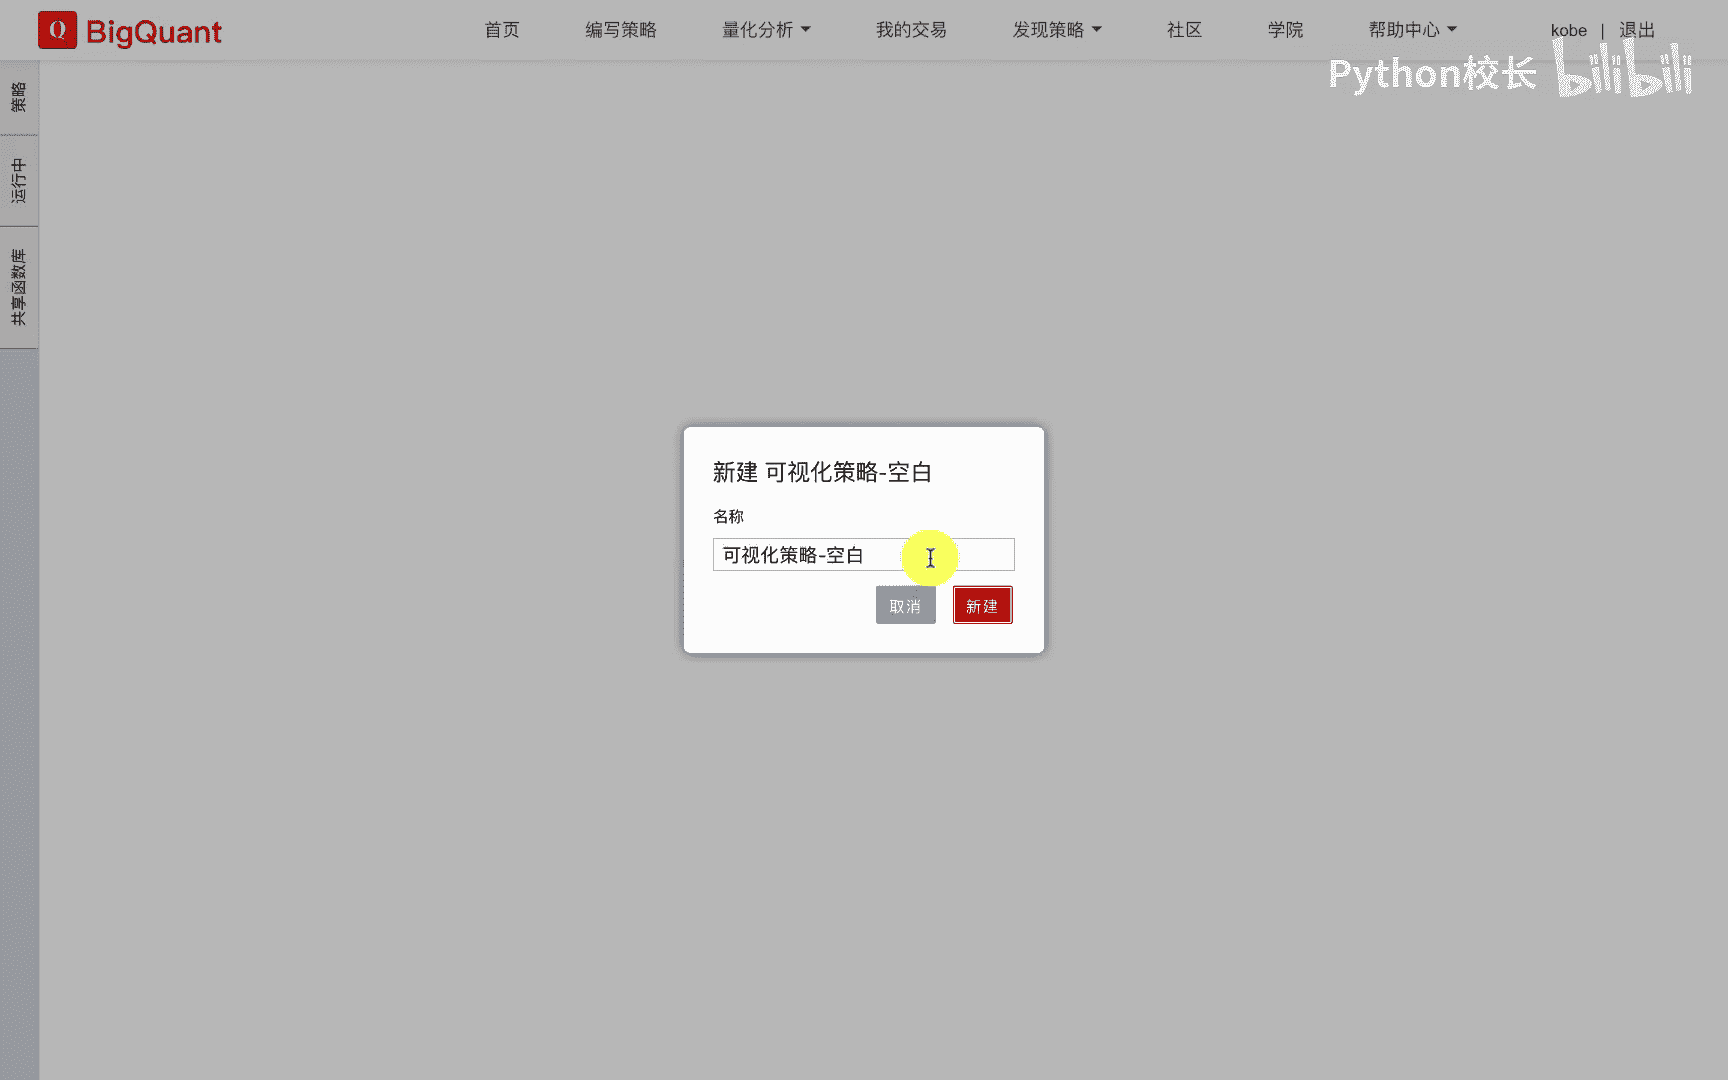 Q BigQuant 首页 编写策略 量化分析 我的交易 发现策略 社区 学院 帮助中心 kobe | 退出
Python校长 bilibili
策略
运行中
共享函数库
新建 可视化策略-空白
名称
可视化策略-空白
取消 新建